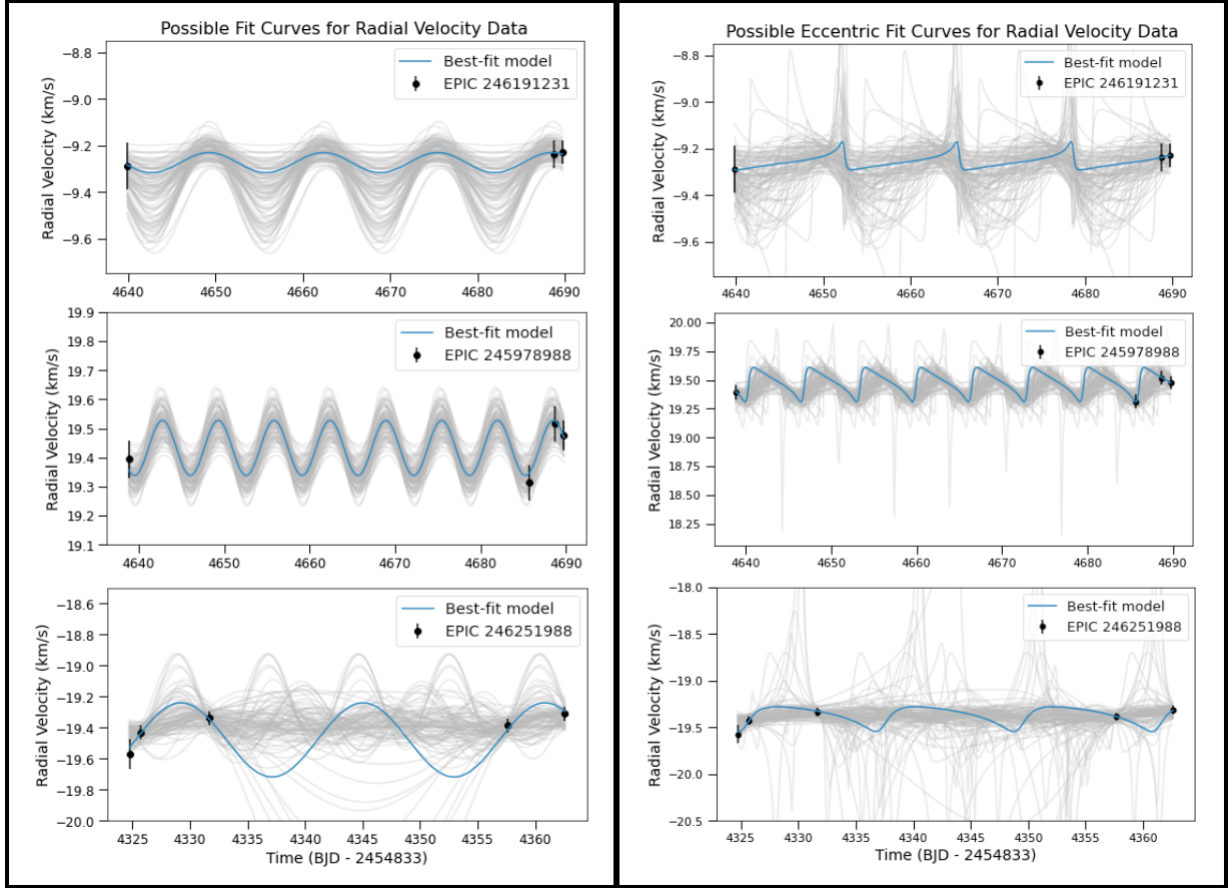 Possible Fit Curves for Radial Velocity Data
Radial Velocity (km/s)
−8.8
−9.0
−9.2
−9.4
−9.6
Best-fit model
EPIC 246191231
4640 4650 4660 4670 4680 4690
Radial Velocity (km/s)
19.9
19.8
19.7
19.6
19.5
19.4
19.3
19.2
19.1
Best-fit model
EPIC 245978988
4640 4650 4660 4670 4680 4690
Radial Velocity (km/s)
−18.6
−18.8
−19.0
−19.2
−19.4
−19.6
−19.8
−20.0
Best-fit model
EPIC 246251988
4325 4330 4335 4340 4345 4350 4355 4360
Time (BJD - 2454833)
Possible Eccentric Fit Curves for Radial Velocity Data
Radial Velocity (km/s)
−8.8
−9.0
−9.2
−9.4
−9.6
Best-fit model
EPIC 246191231
4640 4650 4660 4670 4680 4690
Radial Velocity (km/s)
20.00
19.75
19.50
19.25
19.00
18.75
18.50
18.25
Best-fit model
EPIC 245978988
4640 4650 4660 4670 4680 4690
Radial Velocity (km/s)
−18.0
−18.5
−19.0
−19.5
−20.0
−20.5
Best-fit model
EPIC 246251988
4325 4330 4335 4340 4345 4350 4355 4360
Time (BJD - 2454833)